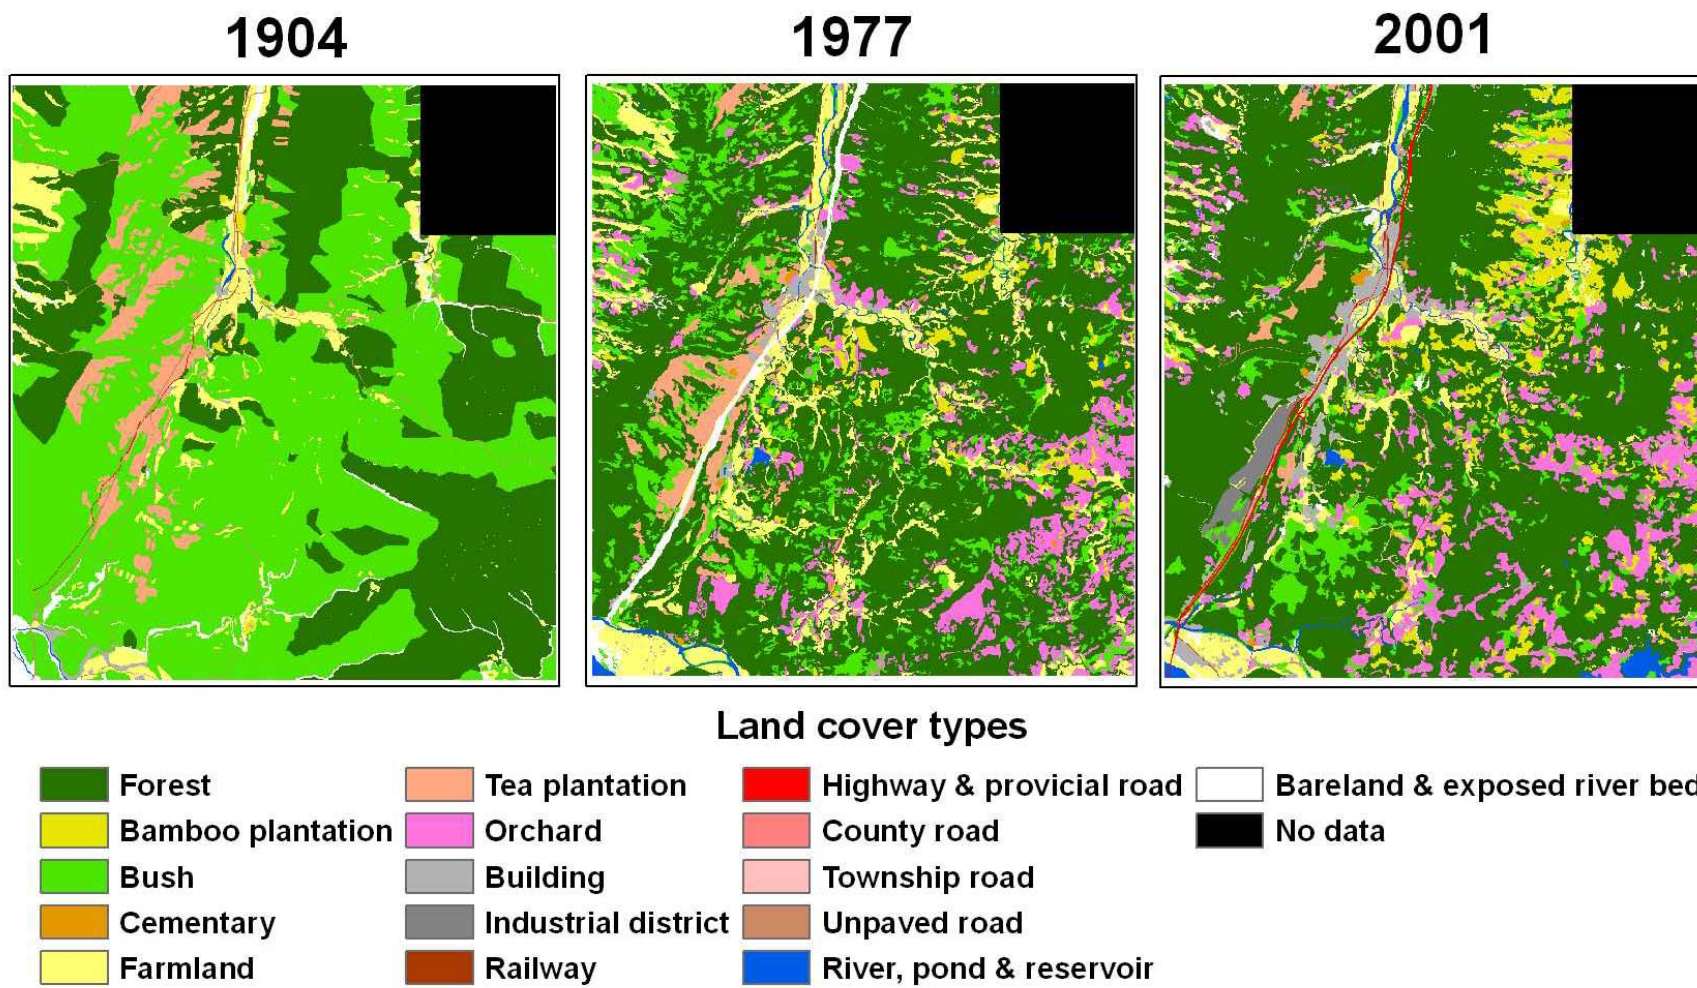 1904 1977 2001
Land cover types
Forest
Bamboo plantation
Bush
Cementary
Farmland
Tea plantation
Orchard
Building
Industrial district
Railway
Highway & provicial road
County road
Township road
Unpaved road
River, pond & reservoir
Bareland & exposed river bed
No data